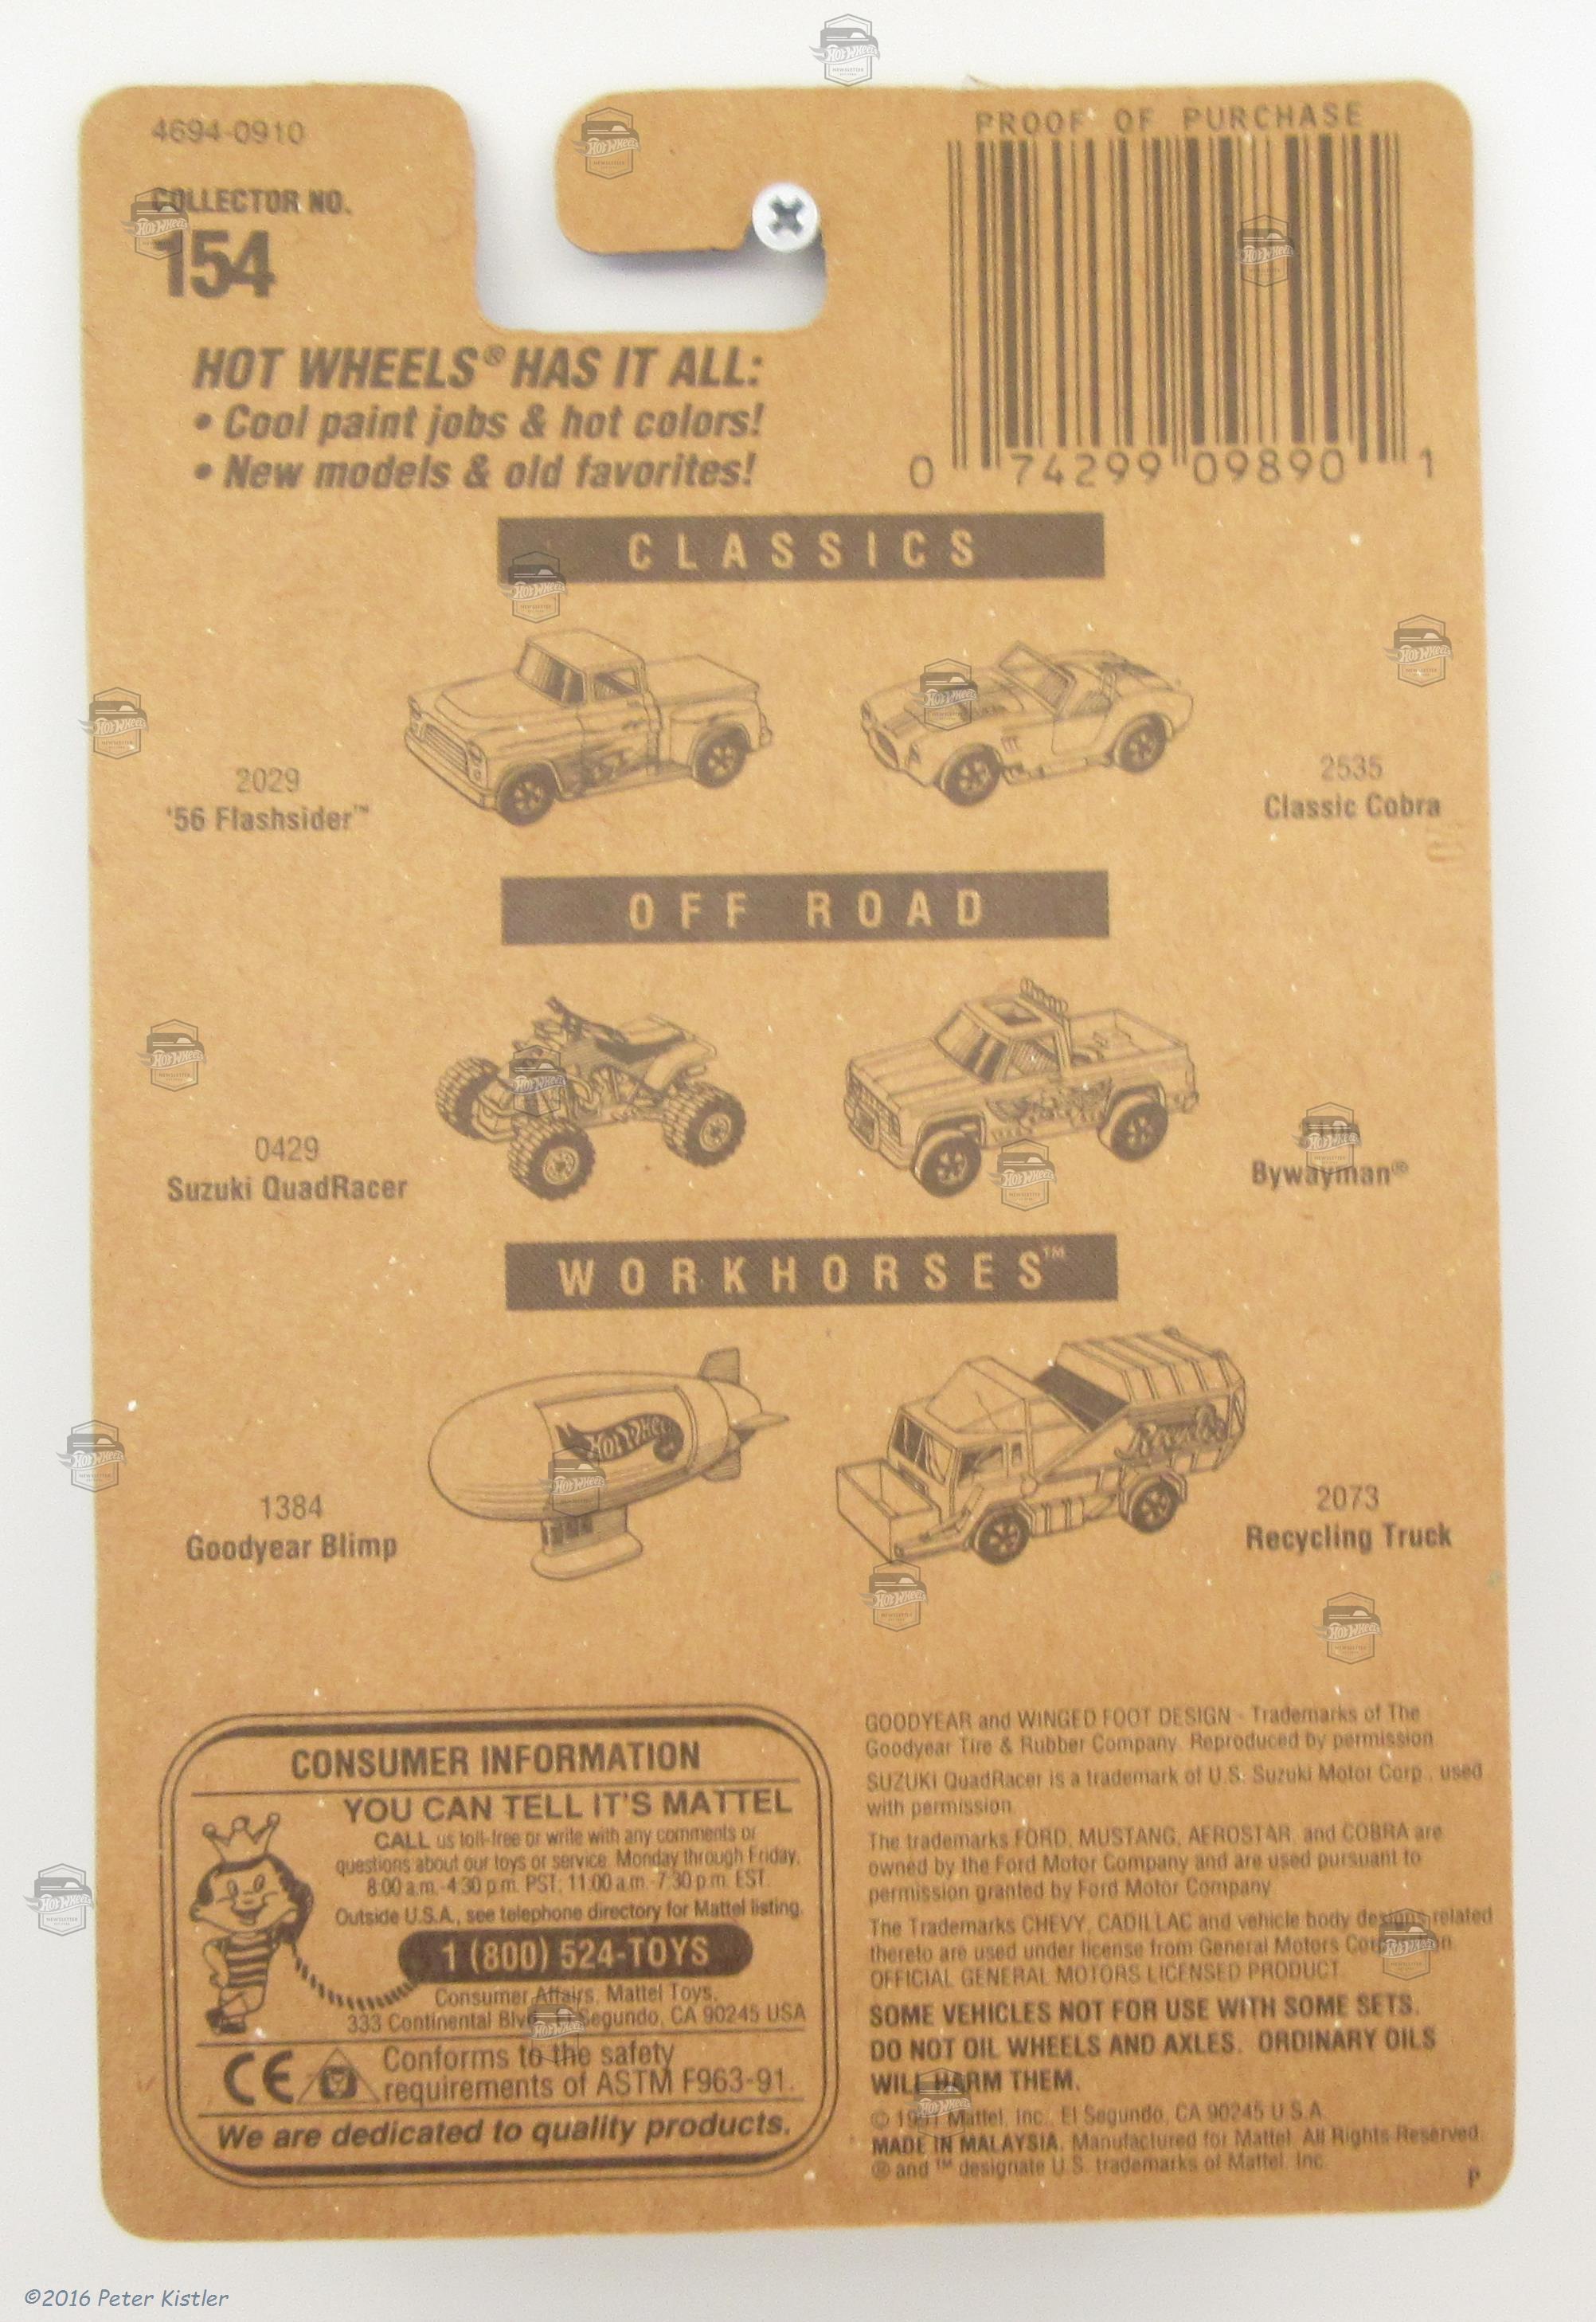 4694-0910
COLLECTOR NO.
154
PROOF OF PURCHASE
0 74299 09890 1
HOT WHEELS® HAS IT ALL:
• Cool paint jobs & hot colors!
• New models & old favorites!
CLASSICS
2029
'56 Flashsider™
2535
Classic Cobra
OFF ROAD
0429
Suzuki QuadRacer
Bywayman®
WORKHORSES™
HOT WHEELS
1384
Goodyear Blimp
2073
Recycling Truck
CONSUMER INFORMATION
YOU CAN TELL IT'S MATTEL
CALL us toll-free or write with any comments or
questions about our toys or service. Monday through Friday,
8:00 a.m.-4:30 p.m. PST; 11:00 a.m.-7:30 p.m. EST.
Outside U.S.A., see telephone directory for Mattel listing.
1 (800) 524-TOYS
Consumer Affairs, Mattel Toys,
333 Continental Blvd., El Segundo, CA 90245 USA
CE
Conforms to the safety
requirements of ASTM F963-91.
We are dedicated to quality products.
GOODYEAR and WINGED FOOT DESIGN - Trademarks of The
Goodyear Tire & Rubber Company. Reproduced by permission.
SUZUKI QuadRacer is a trademark of U.S. Suzuki Motor Corp., used
with permission.
The trademarks FORD, MUSTANG, AEROSTAR, and COBRA are
owned by the Ford Motor Company and are used pursuant to
permission granted by Ford Motor Company.
The Trademarks CHEVY, CADILLAC and vehicle body designs related
thereto are used under license from General Motors Corporation.
OFFICIAL GENERAL MOTORS LICENSED PRODUCT.
SOME VEHICLES NOT FOR USE WITH SOME SETS.
DO NOT OIL WHEELS AND AXLES. ORDINARY OILS
WILL HARM THEM.
© Mattel, Inc., El Segundo, CA 90245 U.S.A.
MADE IN MALAYSIA. Manufactured for Mattel. All Rights Reserved.
® and ™ designate U.S. trademarks of Mattel, Inc.
P
©2016 Peter Kistler